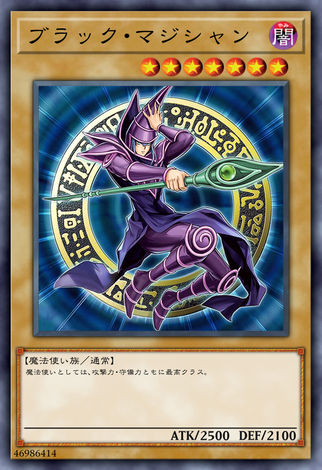 ブラック・マジシャン
やみ
闇
【魔法使い族／通常】
魔法使いとしては、攻撃力・守備力ともに最高クラス。
ATK/2500 DEF/2100
46986414